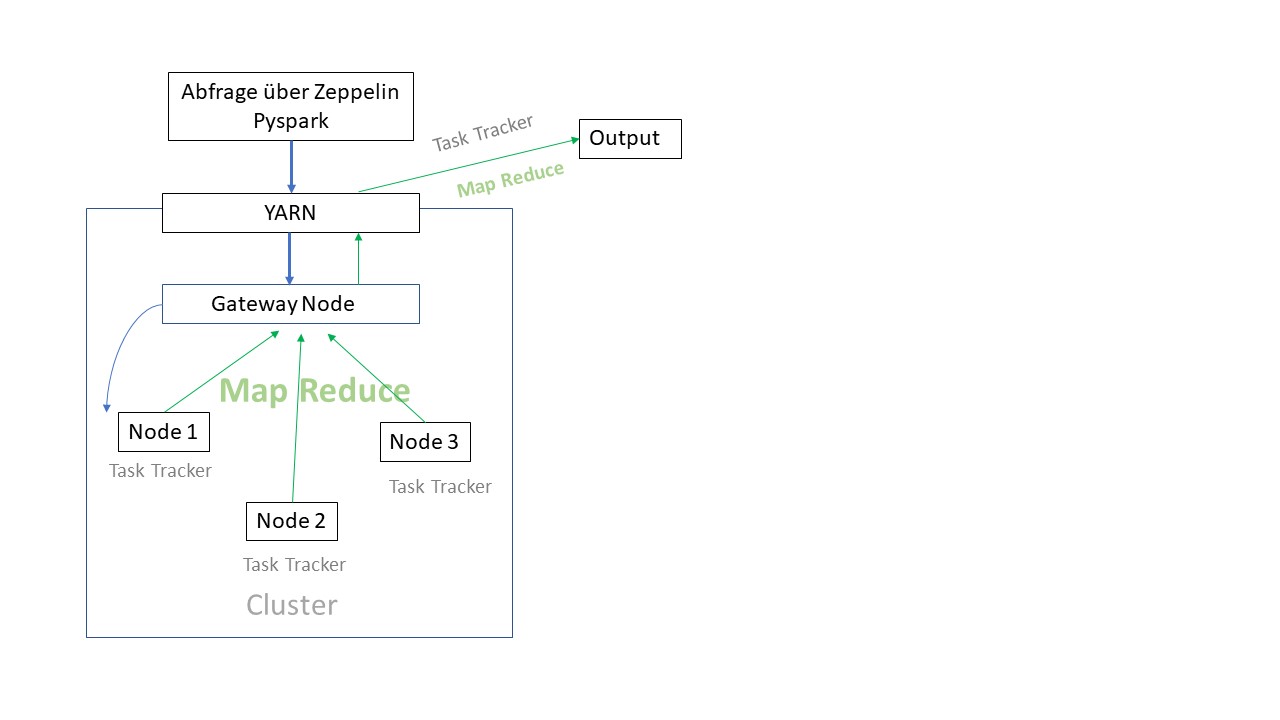 Abfrage über Zeppelin
Pyspark
Task Tracker
Output
Map Reduce
YARN
Gateway Node
Map Reduce
Node 1
Node 3
Task Tracker
Task Tracker
Node 2
Task Tracker
Cluster